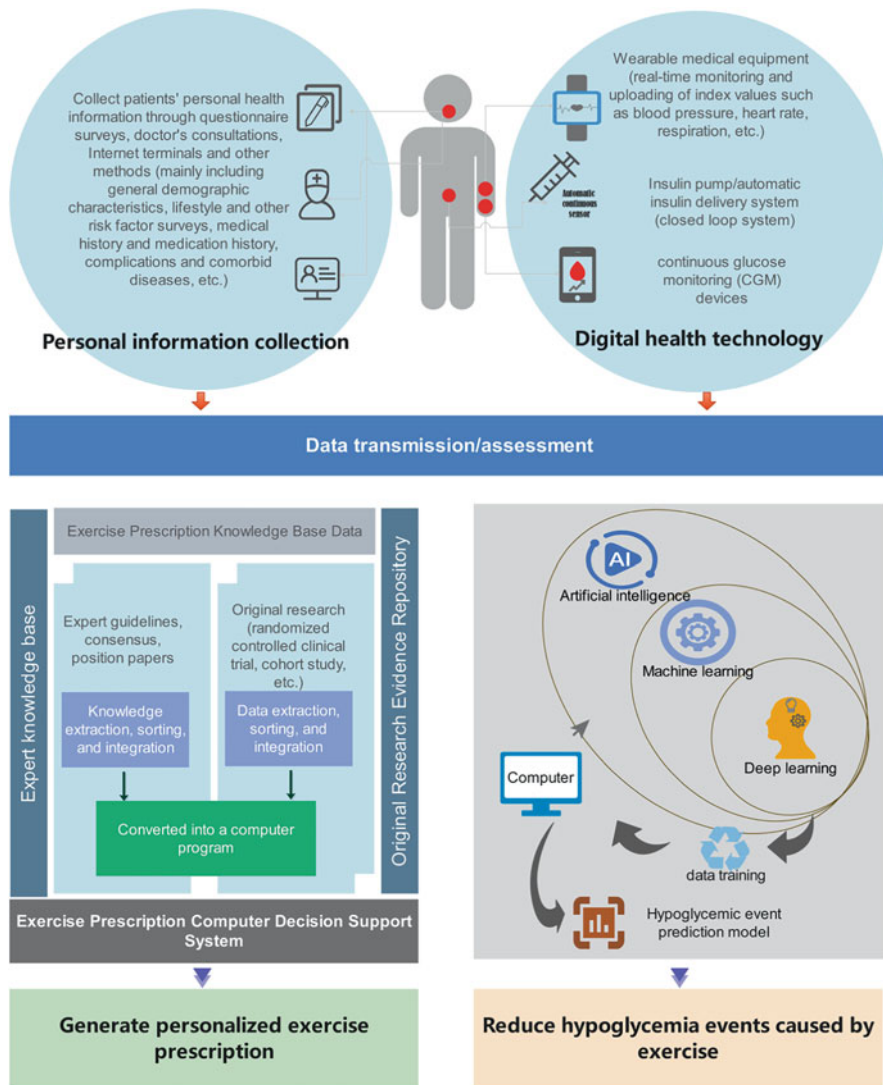 Collect patients' personal health
information through questionnaire
surveys, doctor's consultations,
Internet terminals and other
methods (mainly including
general demographic
characteristics, lifestyle and other
risk factor surveys, medical
history and medication history,
complications and comorbid
diseases, etc.)
Personal information collection
Wearable medical equipment
(real-time monitoring and
uploading of index values such
as blood pressure, heart rate,
respiration, etc.)
Automatic
continuous
sensor
Insulin pump/automatic
insulin delivery system
(closed loop system)
continuous glucose
monitoring (CGM)
devices
Digital health technology
Data transmission/assessment
Expert knowledge base
Exercise Prescription Knowledge Base Data
Expert guidelines,
consensus,
position papers
Knowledge
extraction, sorting,
and integration
Original research
(randomized
controlled clinical
trial, cohort study,
etc.)
Data extraction,
sorting, and
integration
Converted into a computer
program
Original Research Evidence Repository
Exercise Prescription Computer Decision Support
System
Generate personalized exercise
prescription
AI
Artificial intelligence
Machine learning
Deep learning
Computer
data training
Hypoglycemic event
prediction model
Reduce hypoglycemia events caused by
exercise